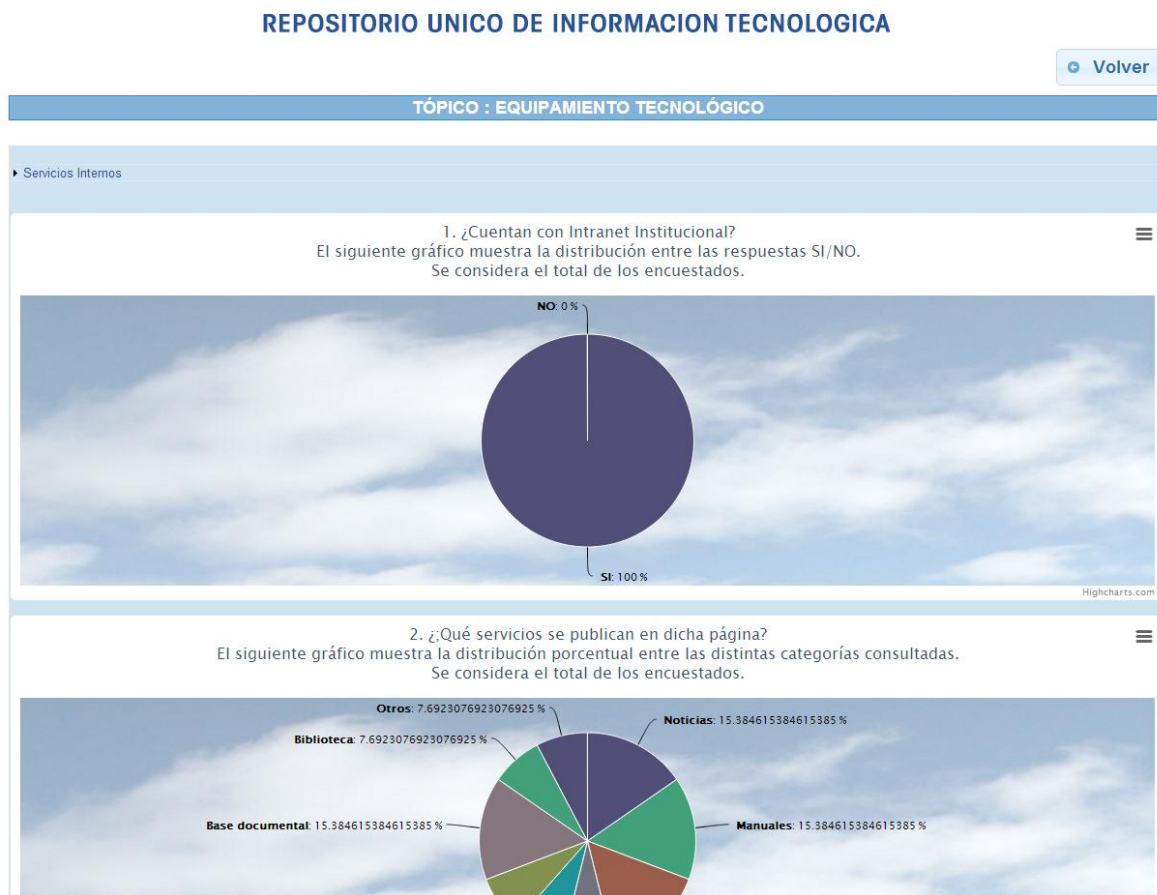 REPOSITORIO UNICO DE INFORMACION TECNOLOGICA
Volver
TÓPICO : EQUIPAMIENTO TECNOLÓGICO
Servicios Internos
1. ¿Cuentan con Intranet Institucional?
El siguiente gráfico muestra la distribución entre las respuestas SI/NO.
Se considera el total de los encuestados.
NO: 0 %
SI: 100 %
Highcharts.com
2. ¿;Qué servicios se publican en dicha página?
El siguiente gráfico muestra la distribución porcentual entre las distintas categorías consultadas.
Se considera el total de los encuestados.
Otros: 7.6923076923076925 %
Noticias: 15.384615384615385 %
Biblioteca: 7.6923076923076925 %
Base documental: 15.384615384615385 %
Manuales: 15.384615384615385 %